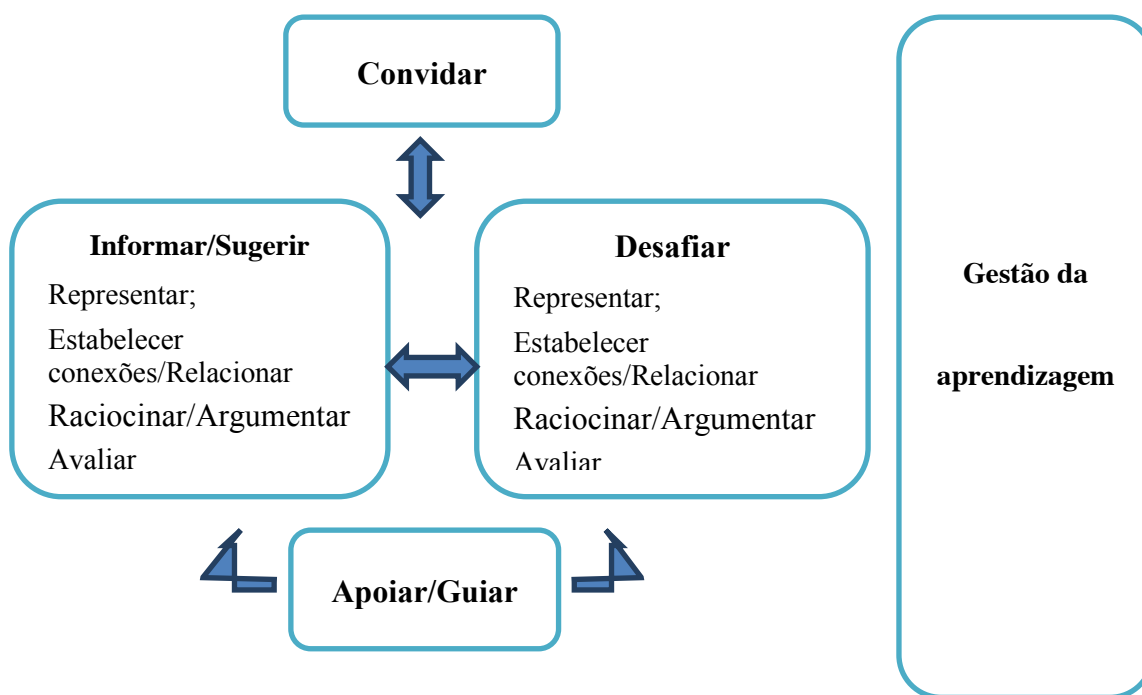 Convidar
Informar/Sugerir
Representar;
Estabelecer
conexões/Relacionar
Raciocinar/Argumentar
Avaliar
Desafiar
Representar;
Estabelecer
conexões/Relacionar
Raciocinar/Argumentar
Avaliar
Apoiar/Guiar
Gestão da
aprendizagem